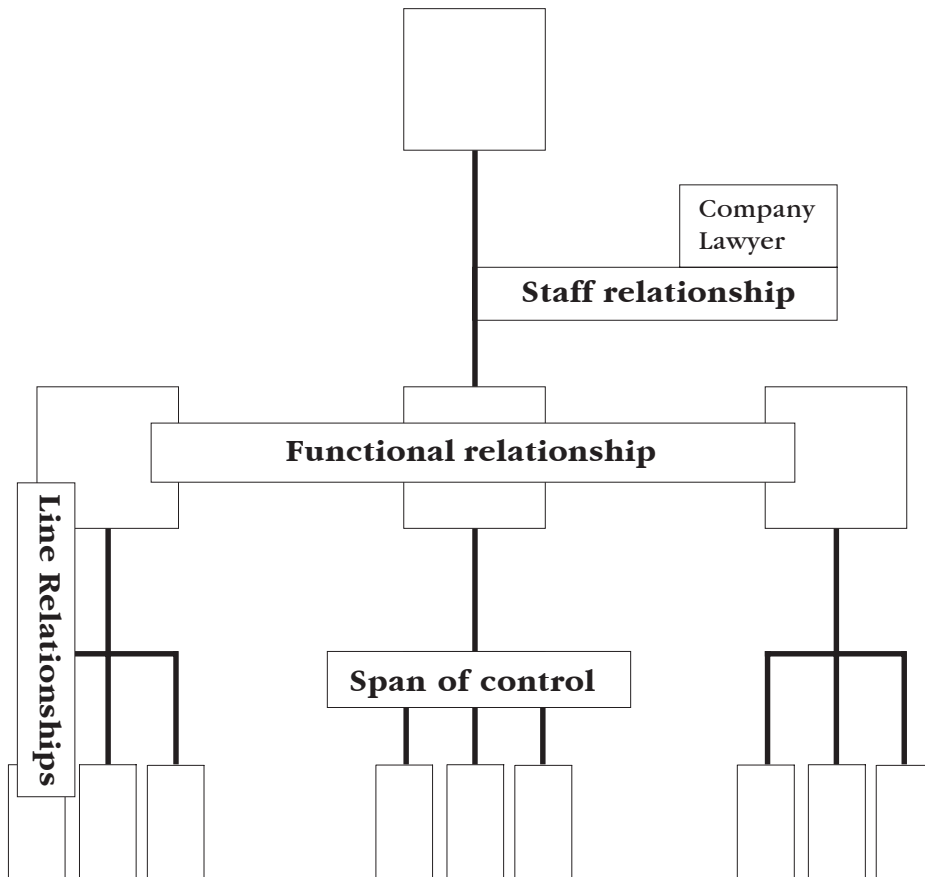 Company
Lawyer
Staff relationship
Functional relationship
Line Relationships
Span of control